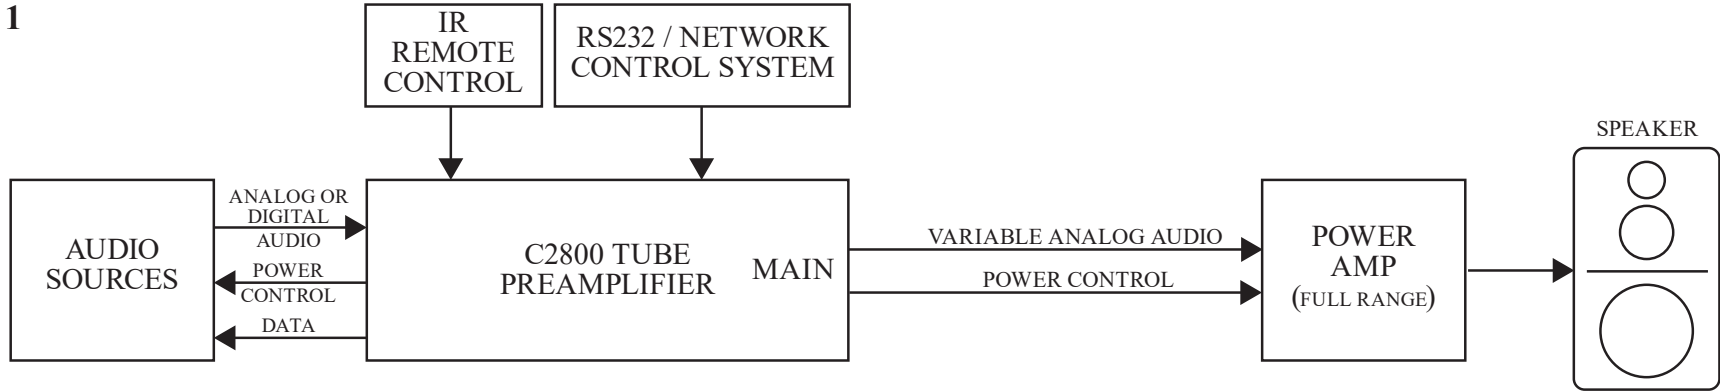 1
IR
REMOTE
CONTROL
RS232 / NETWORK
CONTROL SYSTEM
SPEAKER
AUDIO
SOURCES
ANALOG OR
DIGITAL
AUDIO
POWER
CONTROL
DATA
C2800 TUBE
PREAMPLIFIER
MAIN
VARIABLE ANALOG AUDIO
POWER CONTROL
POWER
AMP
(FULL RANGE)